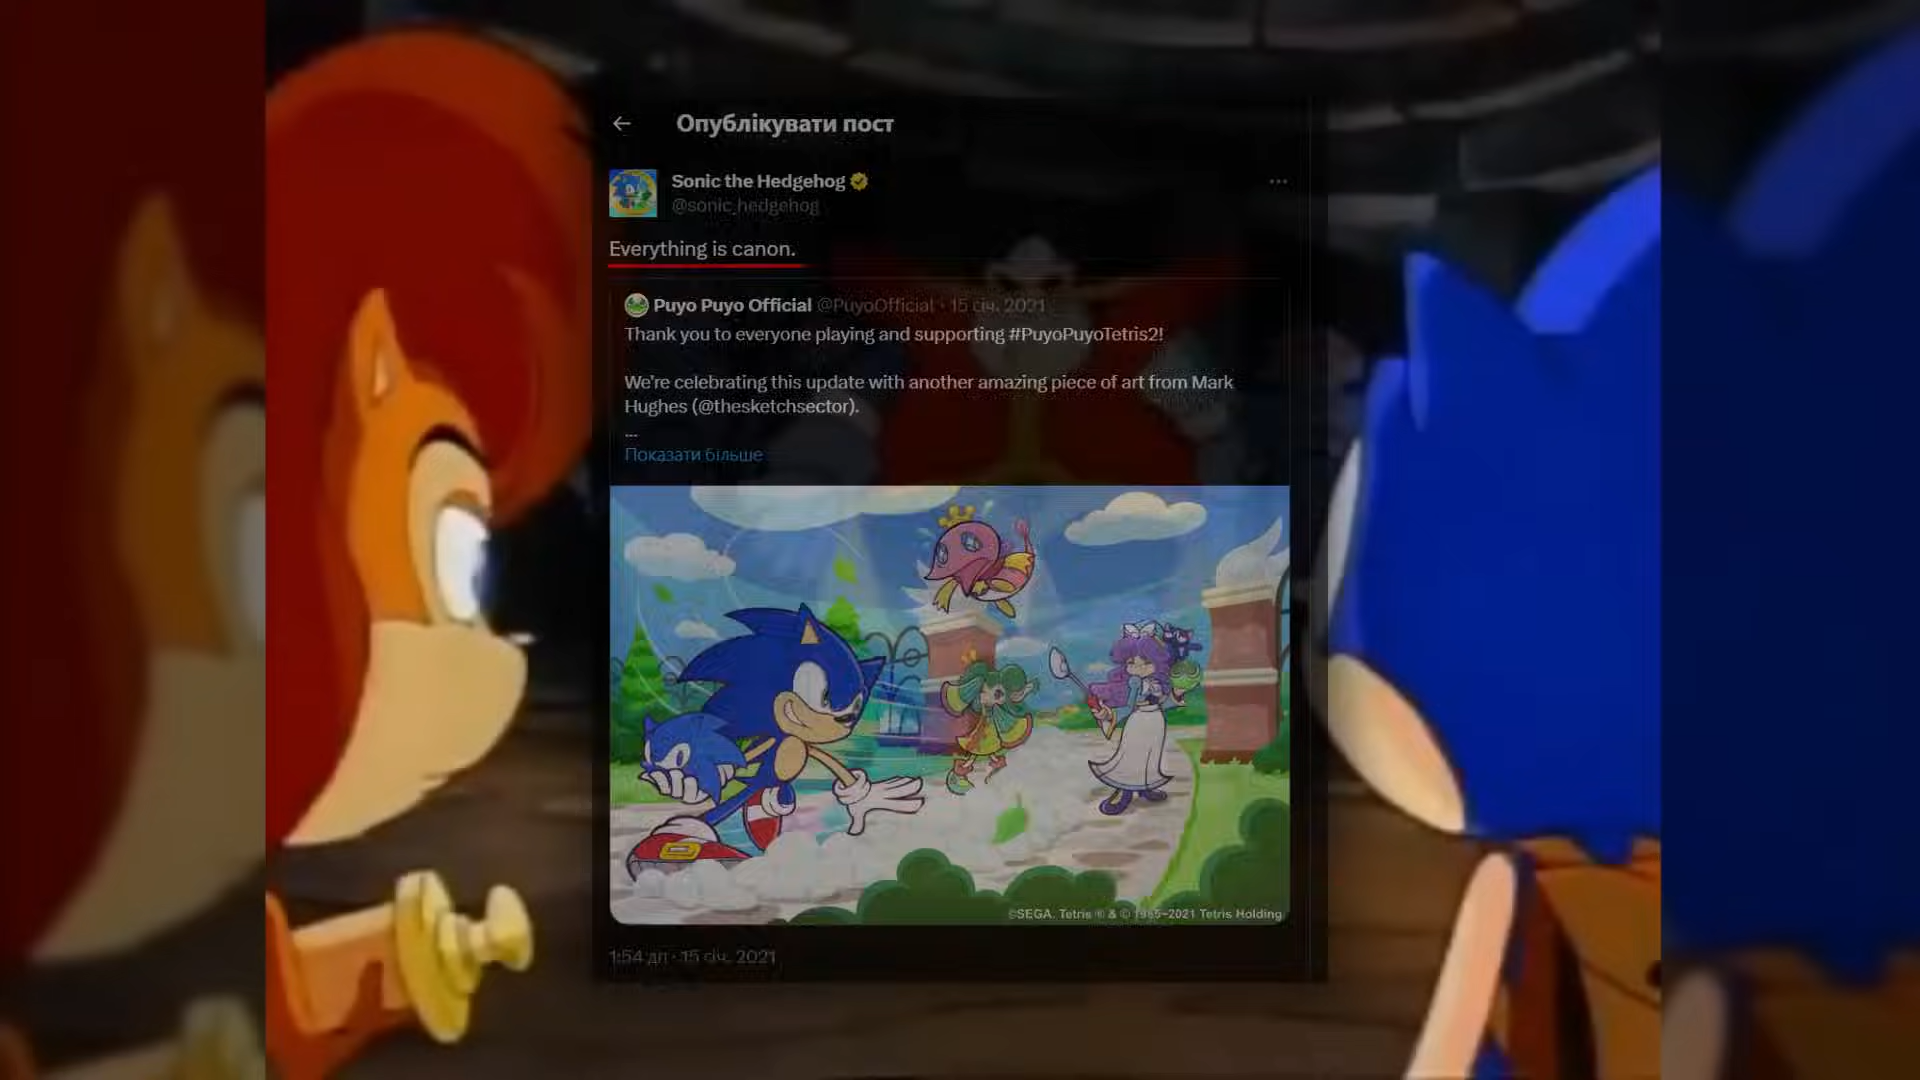 Опублікувати пост
Sonic the Hedgehog
@sonic_hedgehog
Everything is canon.
Puyo Puyo Official @PuyoOfficial · 15 січ. 2021
Thank you to everyone playing and supporting #PuyoPuyoTetris2!
We're celebrating this update with another amazing piece of art from Mark
Hughes (@thesketchsector).
...
Показати більше
©SEGA. Tetris ® & © 1985~2021 Tetris Holding
1:54 дп · 15 січ. 2021